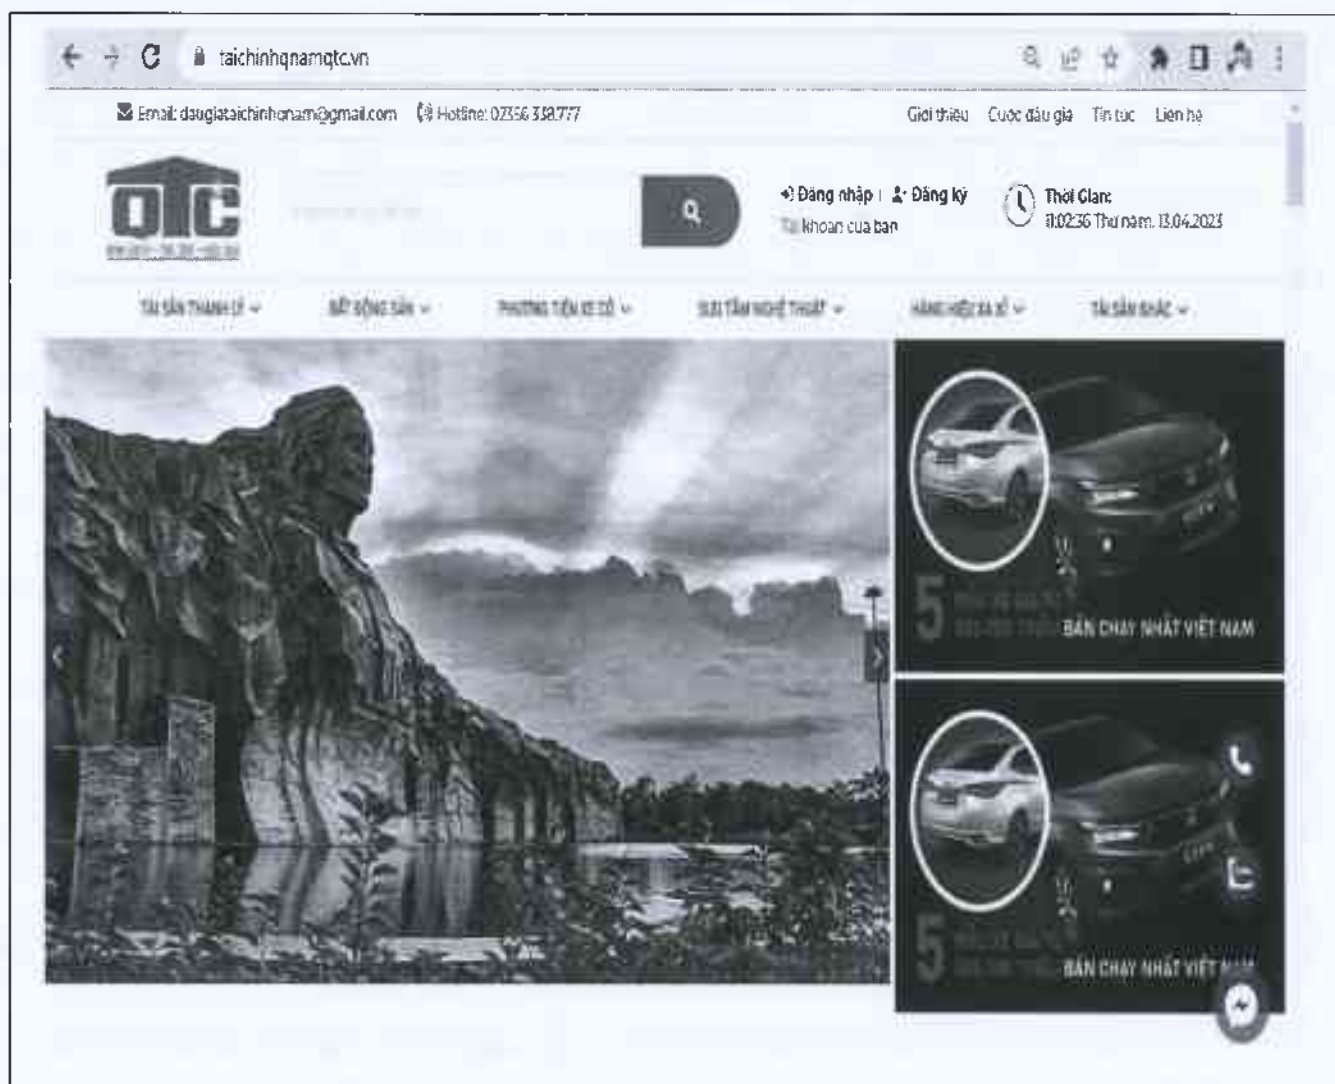 taichinhqnamqtc.vn
Email: daugiataichinhqnam@gmail.com Hotline: 02356 338.777
Giới thiệu Cuộc đấu giá Tin tức Liên hệ
QTC
Đăng nhập | Đăng ký
Tài khoản của bạn
Thời Gian:
11:02:36 Thứ năm, 13.04.2023
TÀI SẢN THANH LÝ
BẤT ĐỘNG SẢN
PHƯƠNG TIỆN XE CỘ
SƯU TẦM NGHỆ THUẬT
HÀNG HIỆU XA XỈ
TÀI SẢN KHÁC
5
BÁN CHẠY NHẤT VIỆT NAM
5
BÁN CHẠY NHẤT VIỆT